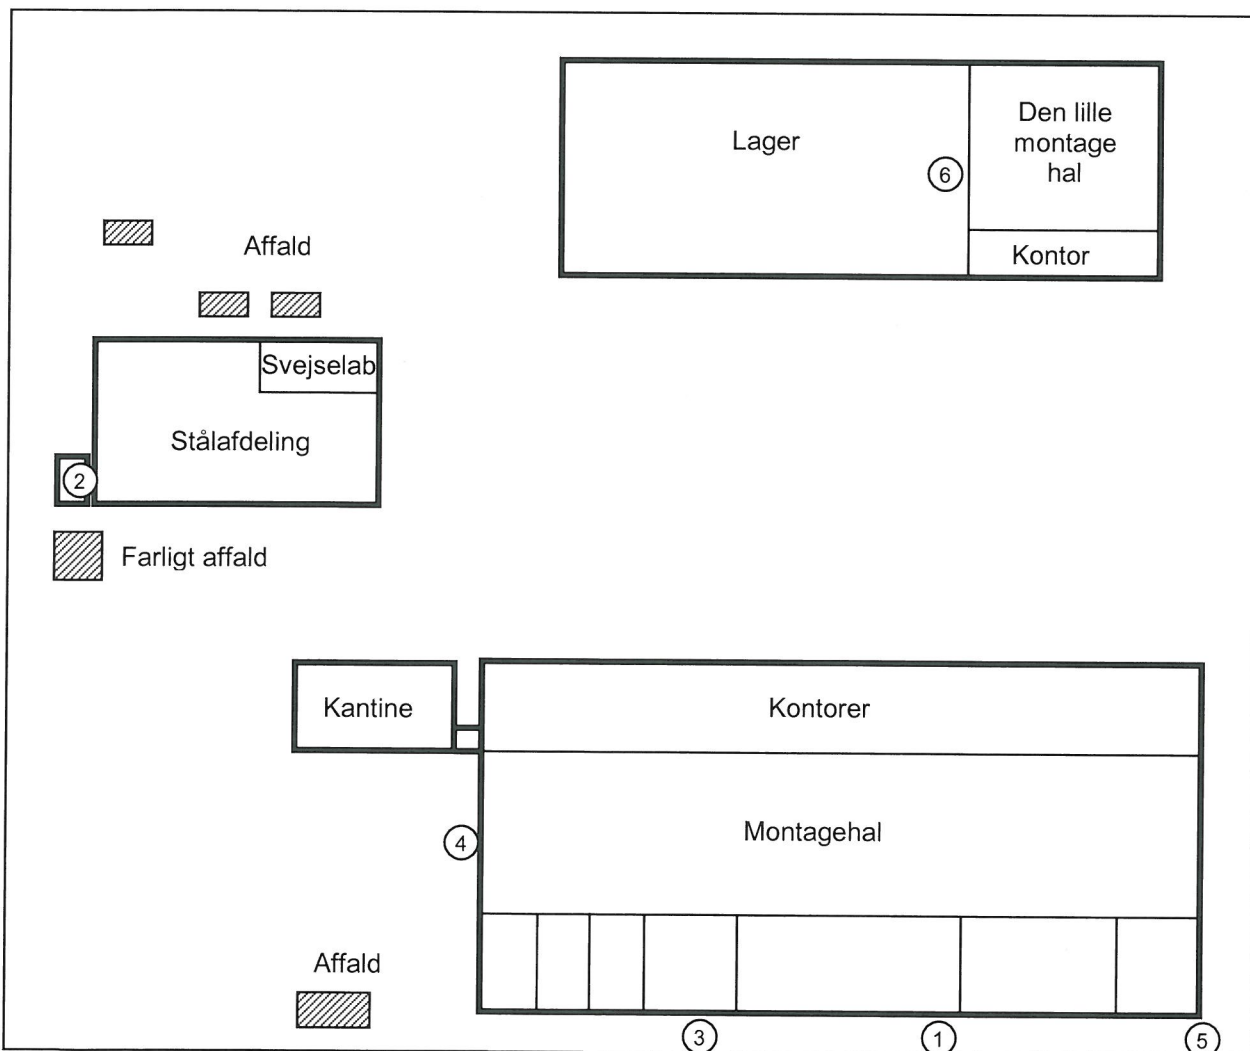 Lager
Den lille
montage
hal
6
Kontor
Affald
Svejselab
Stålafdeling
2
Farligt affald
Kantine
Kontorer
4
Montagehal
Affald
3
1
5